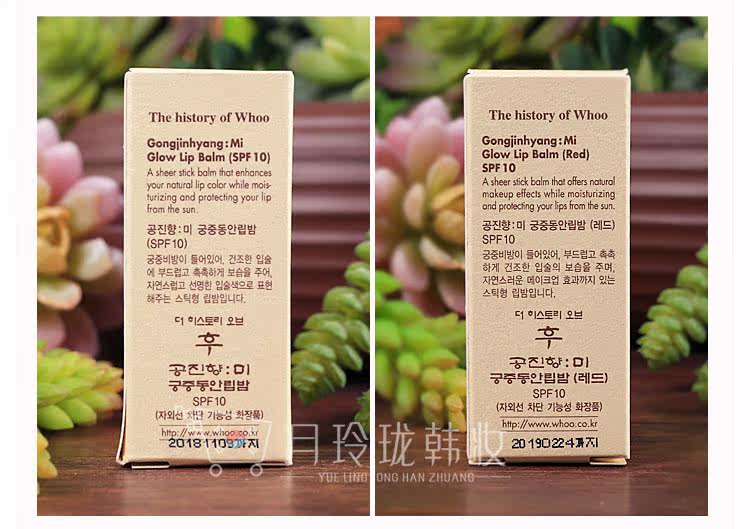 The history of Whoo
Gongjinhyang:Mi
Glow Lip Balm (SPF 10)
A sheer stick balm that enhances
your natural lip color while mois-
turizing and protecting your lip
from the sun.
공진향:미 궁중동안립밤
(SPF10)
궁중비방이 들어있어, 건조한 입술
에 부드럽고 촉촉하게 보습을 주어,
자연스럽고 선명한 입술색으로 표현
해주는 스틱형 립밤입니다.
더 히스토리 오브
후
공진향:미
궁중동안립밤
SPF10
(자외선 차단 기능성 화장품)
http://www.whoo.co.kr
The history of Whoo
Gongjinhyang:Mi
Glow Lip Balm (Red)
SPF 10
A sheer stick balm that offers natural
makeup effects while moisturizing
and protecting your lips from the sun.
공진향:미 궁중동안립밤 (레드)
SPF10
궁중비방이 들어있어, 부드럽고 촉촉
하게 건조한 입술의 보습을 주며,
자연스러운 메이크업 효과까지 있는
스틱형 립밤입니다.
더 히스토리 오브
후
공진향:미
궁중동안립밤 (레드)
SPF10
(자외선 차단 기능성 화장품)
http://www.whoo.co.kr
20190224까지
日玲珑韩妆
YUE LING LONG HAN ZHUANG